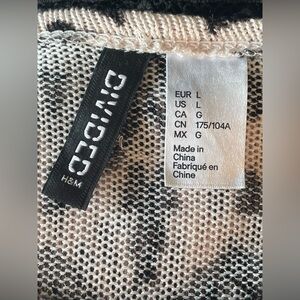 DIVIDED
H&M
EUR L
US L
CA G
CN 175/104A
MX G
Made in
China
Fabriqué en
Chine